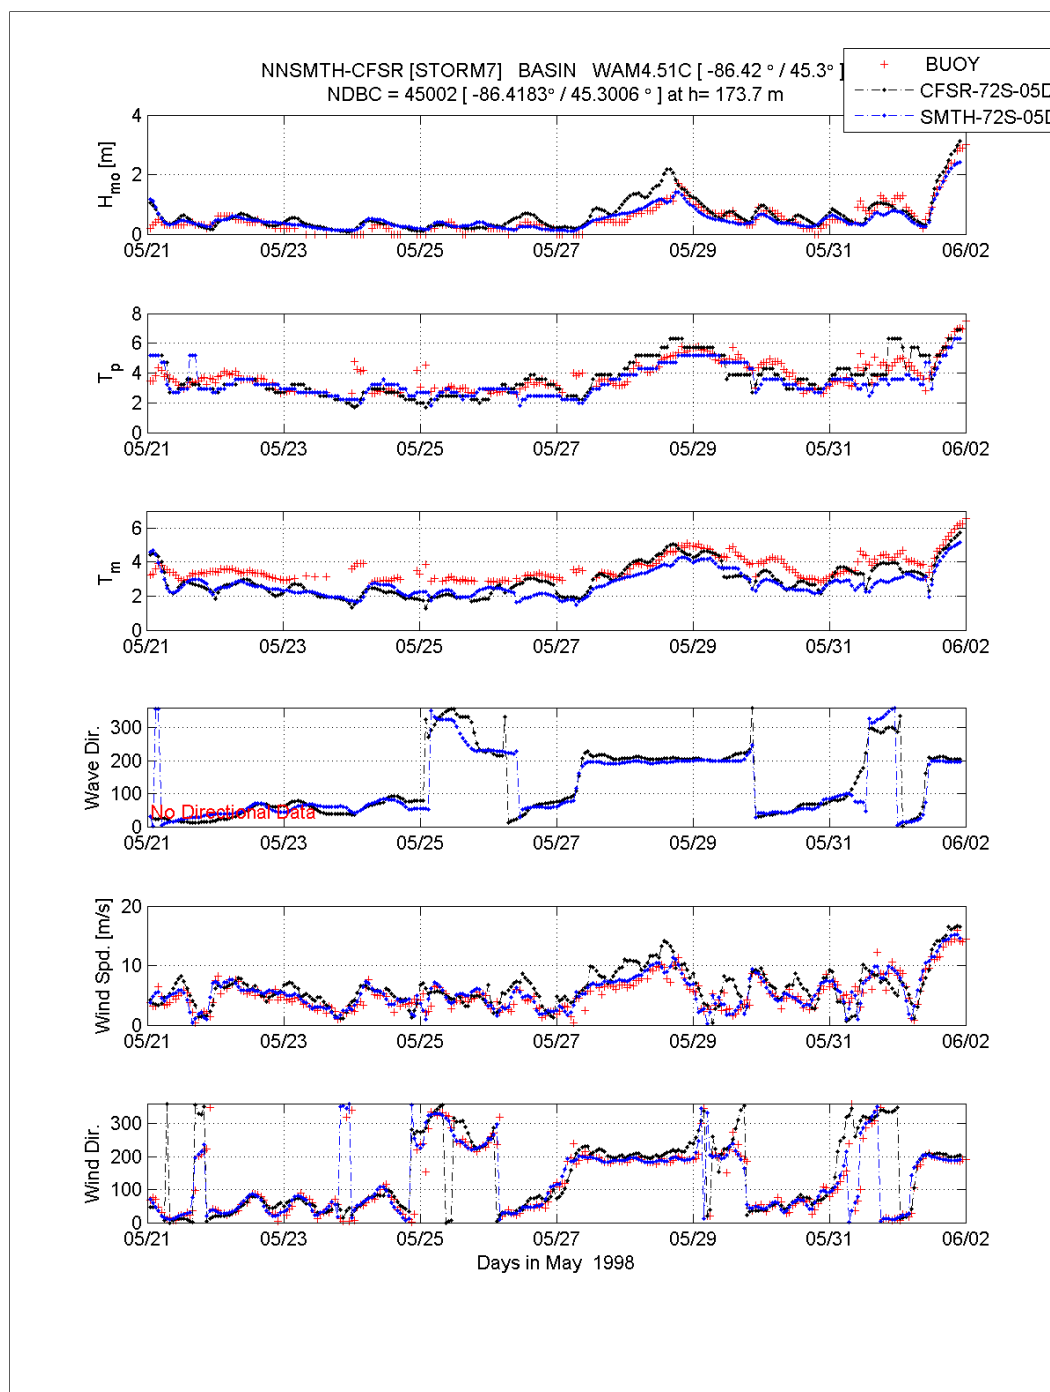 NNSMTH-CFSR [STORM7] BASIN WAM4.51C [ -86.42 ° / 45.3° ]
NDBC = 45002 [ -86.4183° / 45.3006 ° ] at h= 173.7 m
BUOY
CFSR-72S-05D
SMTH-72S-05D
Hmo [m]
4
2
0
05/21 05/23 05/25 05/27 05/29 05/31 06/02
Tp
8
6
4
2
0
05/21 05/23 05/25 05/27 05/29 05/31 06/02
Tm
6
4
2
0
05/21 05/23 05/25 05/27 05/29 05/31 06/02
Wave Dir.
300
200
100
0
No Directional Data
05/21 05/23 05/25 05/27 05/29 05/31 06/02
Wind Spd. [m/s]
20
10
0
05/21 05/23 05/25 05/27 05/29 05/31 06/02
Wind Dir.
300
200
100
0
05/21 05/23 05/25 05/27 05/29 05/31 06/02
Days in May 1998